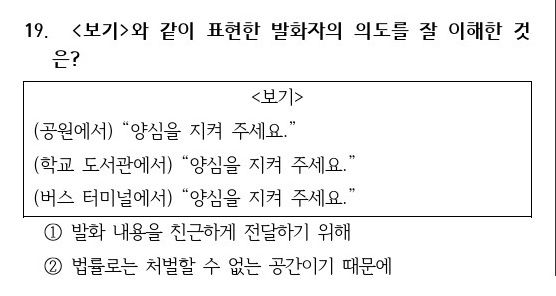 19. <보기>와 같이 표현한 발화자의 의도를 잘 이해한 것
은?
<보기>
(공원에서) “양심을 지켜 주세요.”
(학교 도서관에서) “양심을 지켜 주세요.”
(버스 터미널에서) “양심을 지켜 주세요.”
① 발화 내용을 친근하게 전달하기 위해
② 법률로는 처벌할 수 없는 공간이기 때문에